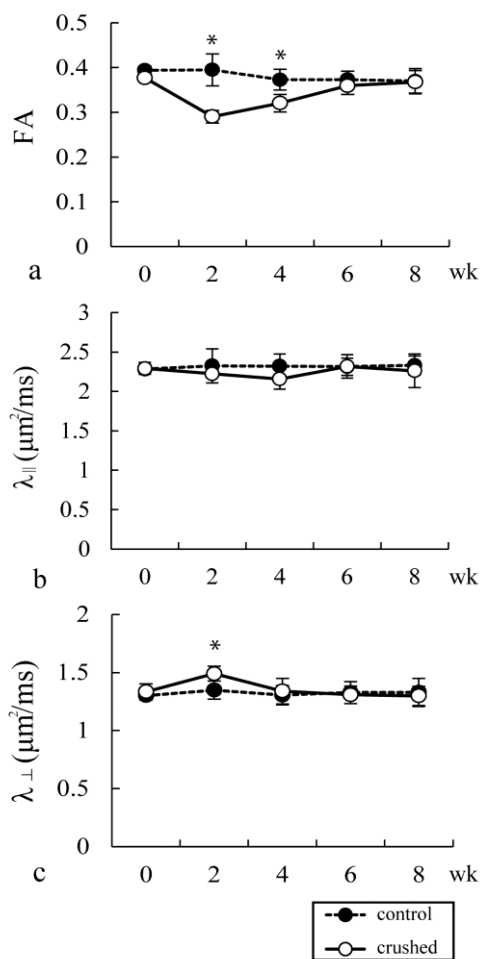 0.5
*
*
0.4
0.3
FA
0.2
0.1
0
a
0 2 4 6 8 wk
3
2.5
2
1.5
λ∥ (μm²/ms)
1
0.5
0
b
0 2 4 6 8 wk
2
*
1.5
1
λ⊥ (μm²/ms)
0.5
0
c
0 2 4 6 8 wk
control
crushed